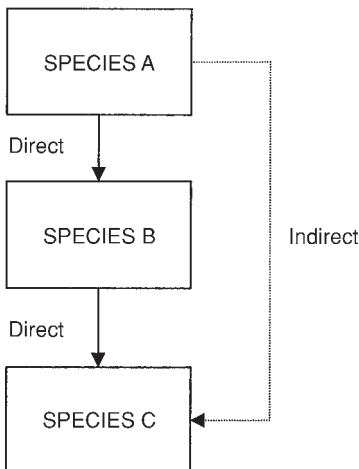 SPECIES A
Direct
SPECIES B
Indirect
Direct
SPECIES C